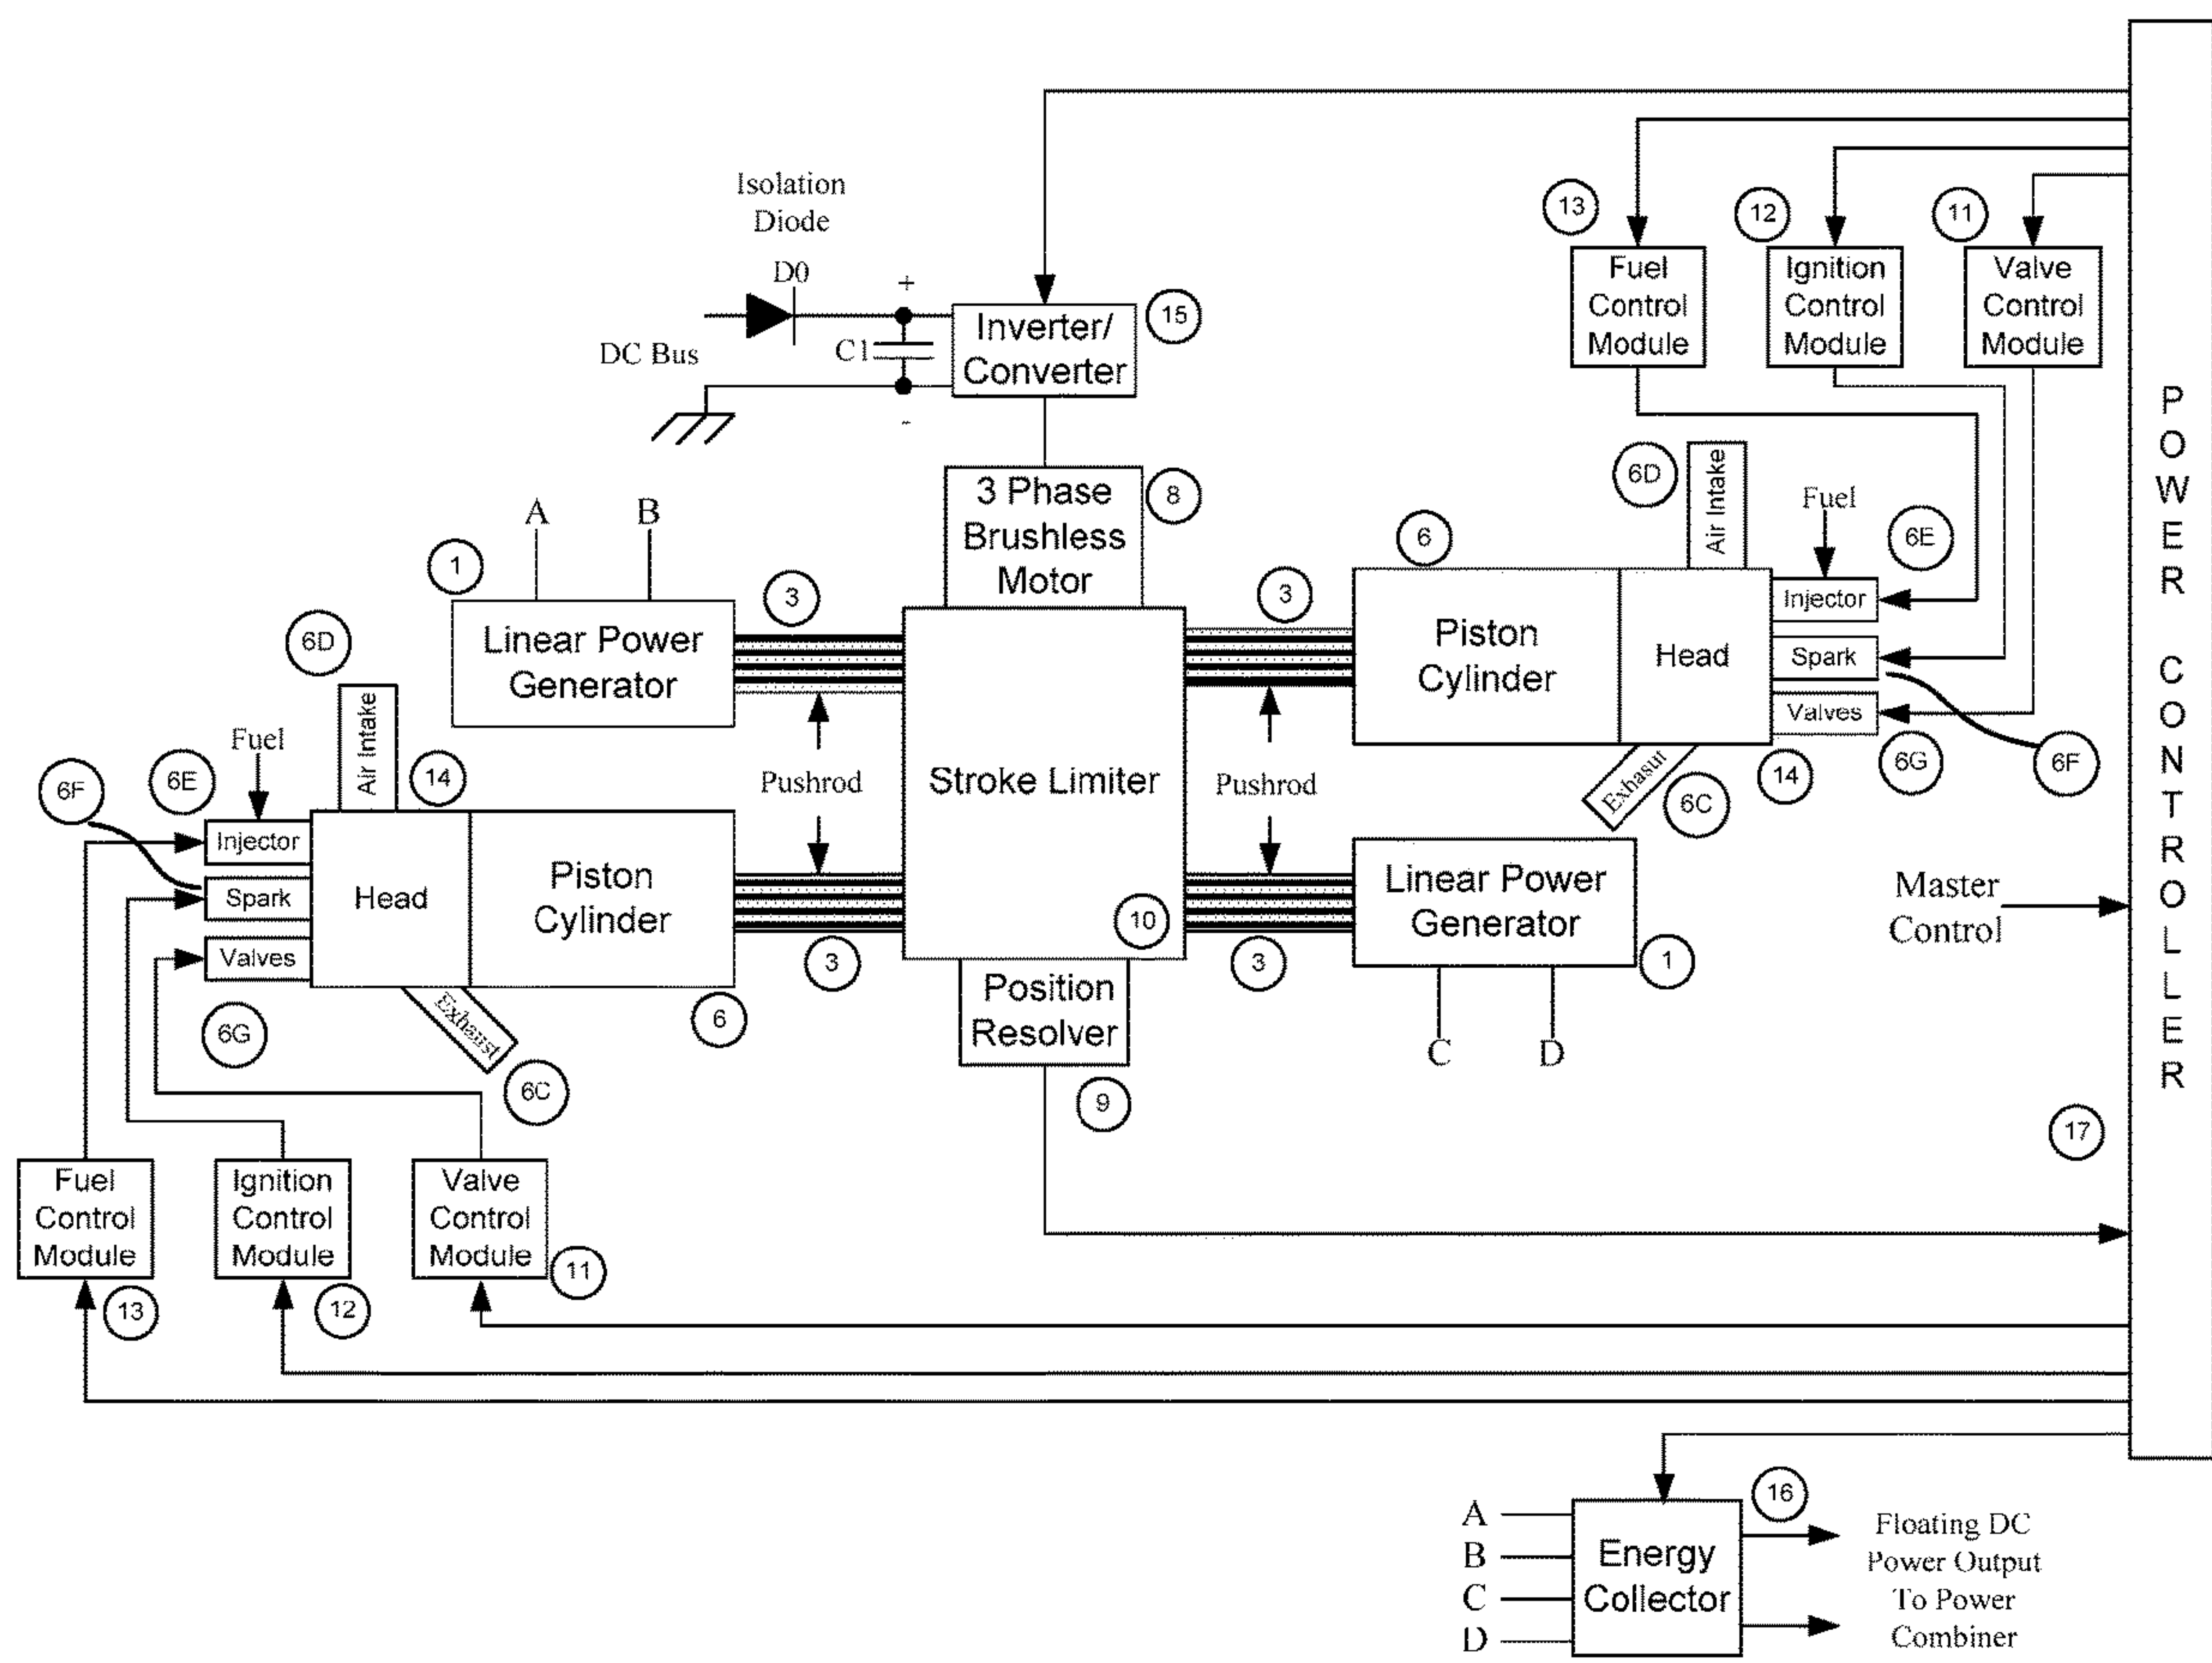 Isolation
Diode
D0
+
C1
DC Bus
-
Inverter/
Converter
15
13
12
11
Fuel
Control
Module
Ignition
Control
Module
Valve
Control
Module
3 Phase
Brushless
Motor
8
A
B
1
Linear Power
Generator
3
3
6
6D
Air Intake
Fuel
6E
Piston
Cylinder
Head
Injector
Spark
Valves
6G
6F
14
Exhasut
6C
6D
Air Intake
Fuel
6E
6F
14
Injector
Spark
Valves
Head
Piston
Cylinder
6G
Exhaust
6C
6
Pushrod
Stroke Limiter
Pushrod
10
3
3
Linear Power
Generator
1
C
D
Position
Resolver
9
Master
Control
17
POWER CONTROLLER
Fuel
Control
Module
13
Ignition
Control
Module
12
Valve
Control
Module
11
A
B
C
D
Energy
Collector
16
Floating DC
Power Output
To Power
Combiner